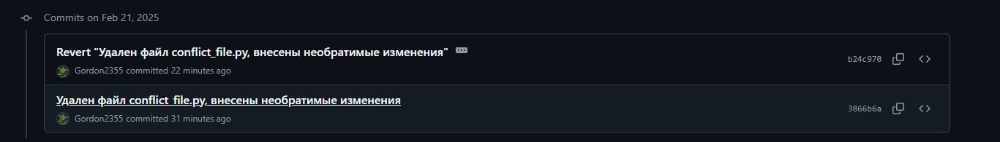 Commits on Feb 21, 2025
Revert "Удален файл conflict_file.py, внесены необратимые изменения"
b24c970
Gordon2355 committed 22 minutes ago
Удален файл conflict_file.py, внесены необратимые изменения
3866b6a
Gordon2355 committed 31 minutes ago